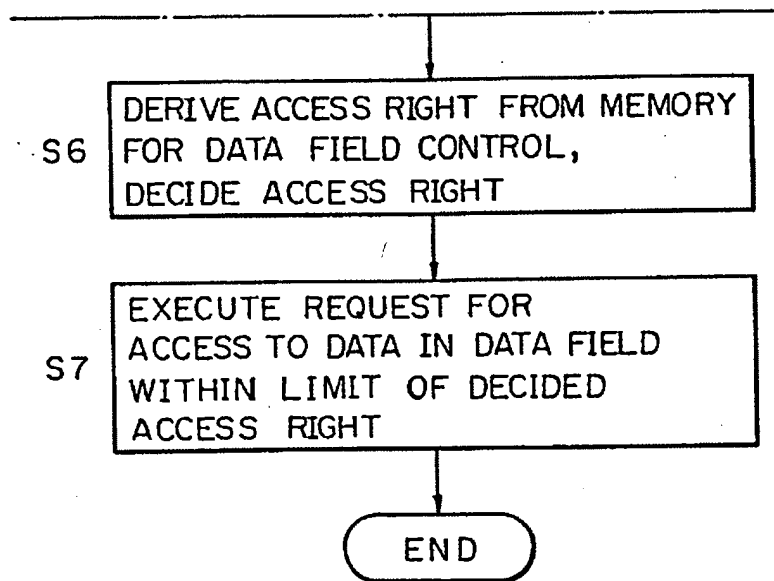 S6
DERIVE ACCESS RIGHT FROM MEMORY
FOR DATA FIELD CONTROL,
DECIDE ACCESS RIGHT
S7
EXECUTE REQUEST FOR
ACCESS TO DATA IN DATA FIELD
WITHIN LIMIT OF DECIDED
ACCESS RIGHT
END